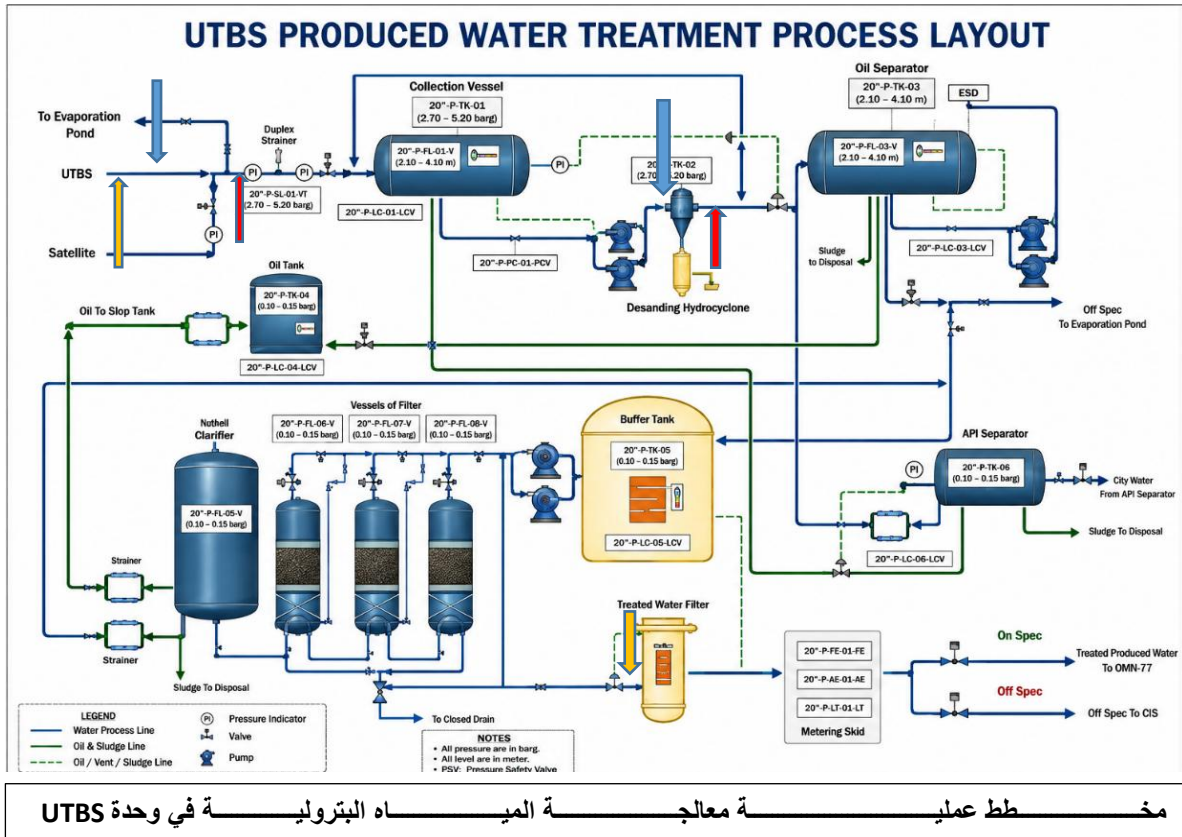 UTBS PRODUCED WATER TREATMENT PROCESS LAYOUT
To Evaporation
Pond
UTBS
Satellite
Duplex
Strainer
PI
PI
PI
20"-P-SL-01-VT
(2.70 – 5.20 barg)
Collection Vessel
20"-P-TK-01
(2.70 – 5.20 barg)
20"-P-FL-01-V
(2.10 – 4.10 m)
PI
20"-P-LC-01-LCV
20"-P-PC-01-PCV
TK-02
Desanding Hydrocyclone
Oil Separator
20"-P-TK-03
(2.10 – 4.10 m)
ESD
20"-P-FL-03-V
(2.10 – 4.10 m)
20"-P-LC-03-LCV
Sludge
to Disposal
Off Spec
To Evaporation Pond
Oil Tank
20"-P-TK-04
(0.10 – 0.15 barg)
Oil To Slop Tank
20"-P-LC-04-LCV
Vessels of Filter
20"-P-FL-06-V
(0.10 – 0.15 barg)
20"-P-FL-07-V
(0.10 – 0.15 barg)
20"-P-FL-08-V
(0.10 – 0.15 barg)
Clarifier
20"-P-FL-05-V
(0.10 – 0.15 barg)
Strainer
Strainer
Sludge To Disposal
Buffer Tank
20"-P-TK-05
(0.10 – 0.15 barg)
20"-P-LC-05-LCV
API Separator
PI
20"-P-TK-06
(0.10 – 0.15 barg)
City Water
From API Separator
Sludge To Disposal
20"-P-LC-06-LCV
Treated Water Filter
To Closed Drain
20"-P-FE-01-FE
20"-P-AE-01-AE
20"-P-LT-01-LT
Metering Skid
On Spec
Treated Produced Water
To OMN-77
Off Spec
Off Spec To CIS
LEGEND
Water Process Line
Oil & Sludge Line
Oil / Vent / Sludge Line
PI Pressure Indicator
Valve
Pump
NOTES
• All pressure are in barg.
• All level are in meter.
• PSV: Pressure Safety Valve
مخـــــطط عمليـــــة معالجـــــة الميـــــاه البتروليـــــة في وحدة UTBS